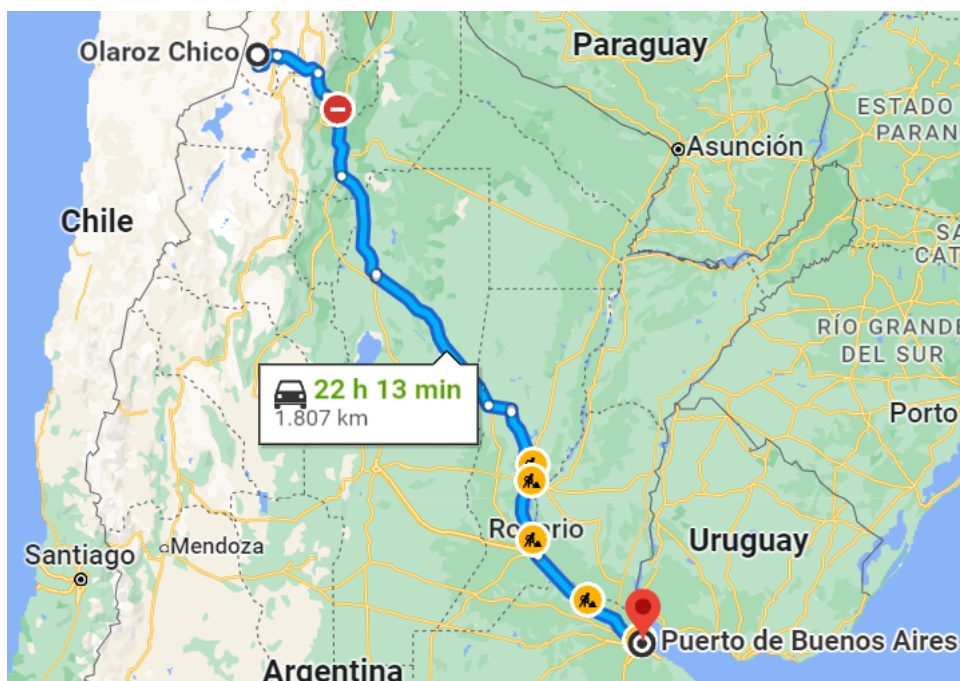 Paraguay
Olaroz Chico
ESTADO
PARAN
Asunción
Chile
SA
CAT
RÍO GRANDE
DEL SUR
22 h 13 min
1.807 km
Porto
Rosario
Uruguay
Mendoza
Santiago
Puerto de Buenos Aires
Argentina